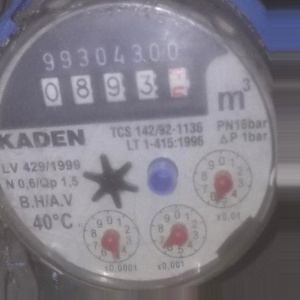 99304300
0893
m³
KADEN
TCS 142/92-1136
PN16bar
LT 1-415:1996
ΔP 1bar
LV 429/1999
N 0,6/Qp 1,5
B.H/A.V
40°C
x0,01
x0,0001
x0,001